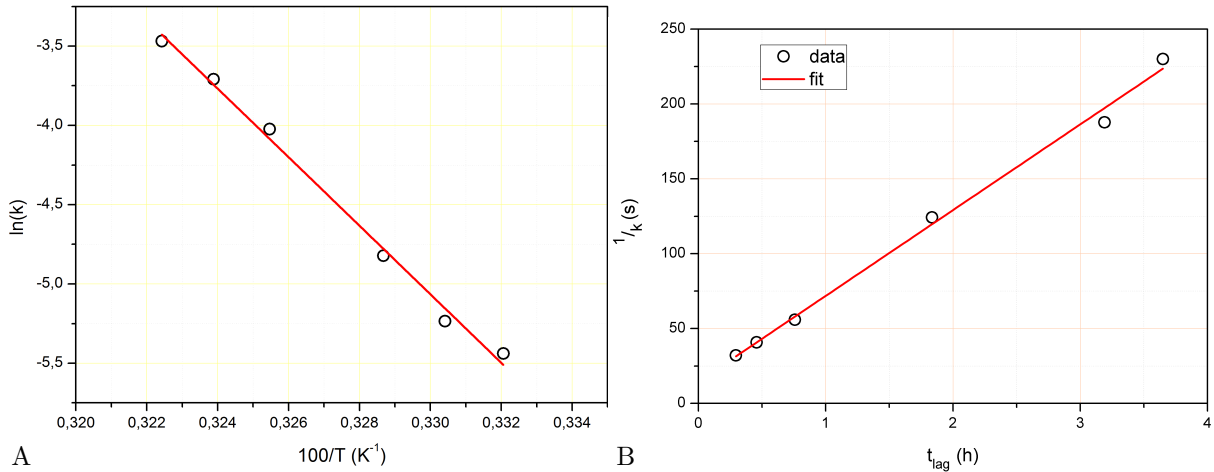 -3,5
-4,0
-4,5
-5,0
-5,5
ln(k)
0,320 0,322 0,324 0,326 0,328 0,330 0,332 0,334
100/T (K⁻¹)
A
250
200
150
100
50
0
¹/ₖ (s)
data
fit
0 1 2 3 4
t_lag (h)
B